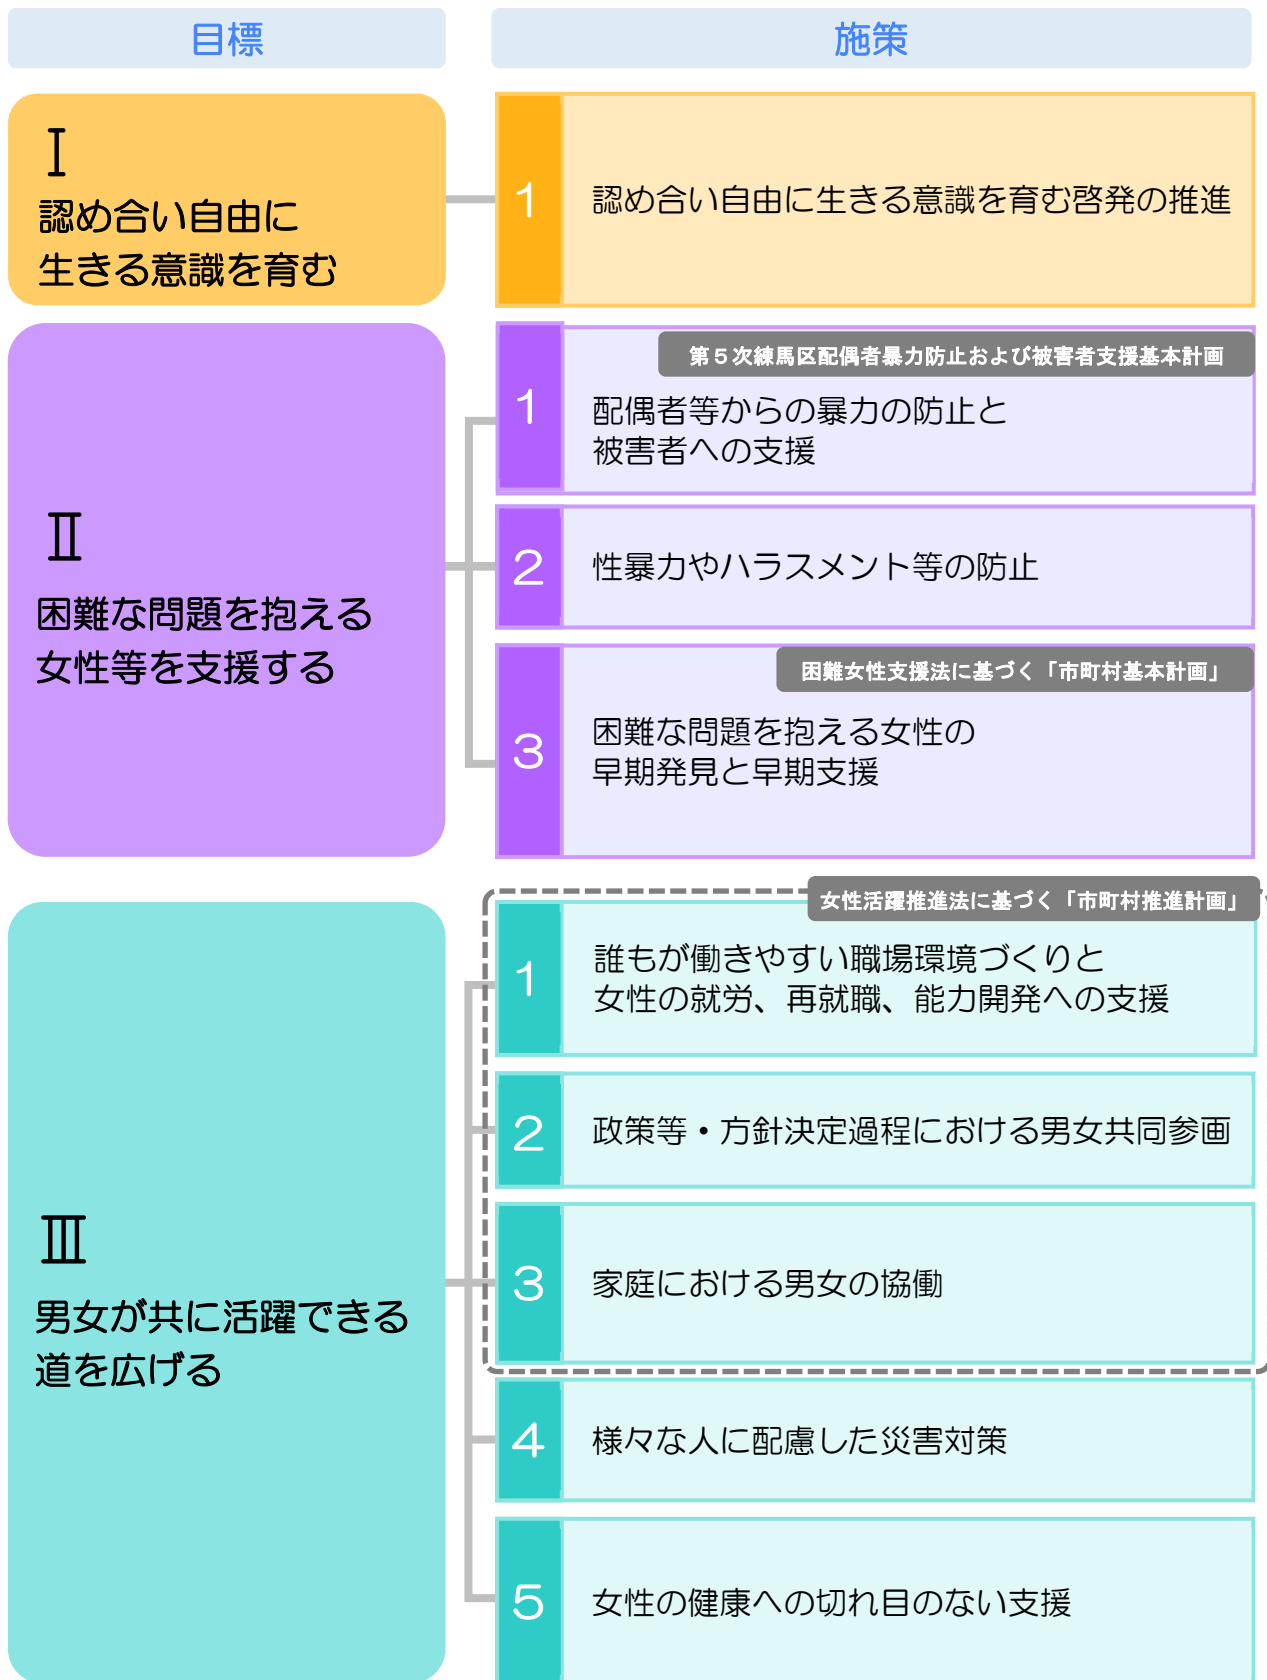 目標
施策
Ⅰ
認め合い自由に
生きる意識を育む
1
認め合い自由に生きる意識を育む啓発の推進
Ⅱ
困難な問題を抱える
女性等を支援する
第５次練馬区配偶者暴力防止および被害者支援基本計画
1
配偶者等からの暴力の防止と
被害者への支援
2
性暴力やハラスメント等の防止
困難女性支援法に基づく「市町村基本計画」
3
困難な問題を抱える女性の
早期発見と早期支援
Ⅲ
男女が共に活躍できる
道を広げる
女性活躍推進法に基づく「市町村推進計画」
1
誰もが働きやすい職場環境づくりと
女性の就労、再就職、能力開発への支援
2
政策等・方針決定過程における男女共同参画
3
家庭における男女の協働
4
様々な人に配慮した災害対策
5
女性の健康への切れ目のない支援